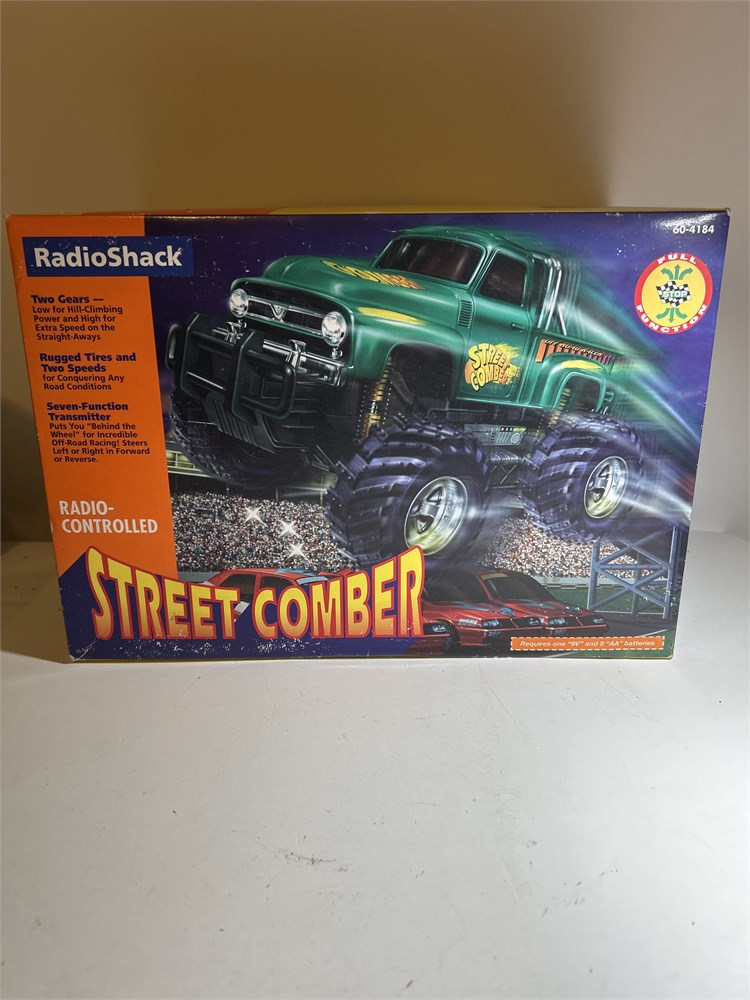 60-4184
RadioShack
FULL
STOP
FUNCTION
Two Gears —
Low for Hill-Climbing
Power and High for
Extra Speed on the
Straight-Aways
Rugged Tires and
Two Speeds
for Conquering Any
Road Conditions
Seven-Function
Transmitter
Puts You "Behind the
Wheel" for Incredible
Off-Road Racing! Steers
Left or Right in Forward
or Reverse.
STREET
COMBER
RADIO-
CONTROLLED
STREET COMBER
Requires one "9V" and 8 "AA" batteries